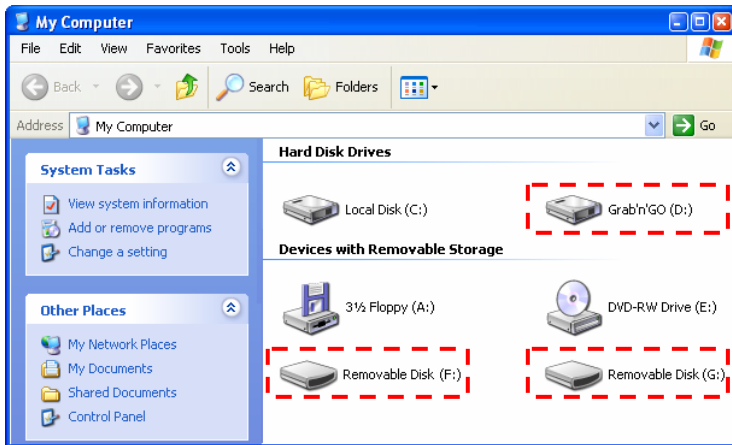 My Computer
File Edit View Favorites Tools Help
Back Search Folders
Address My Computer Go
System Tasks
View system information
Add or remove programs
Change a setting
Other Places
My Network Places
My Documents
Shared Documents
Control Panel
Hard Disk Drives
Local Disk (C:) Grab'n'GO (D:)
Devices with Removable Storage
3½ Floppy (A:) DVD-RW Drive (E:)
Removable Disk (F:) Removable Disk (G:)